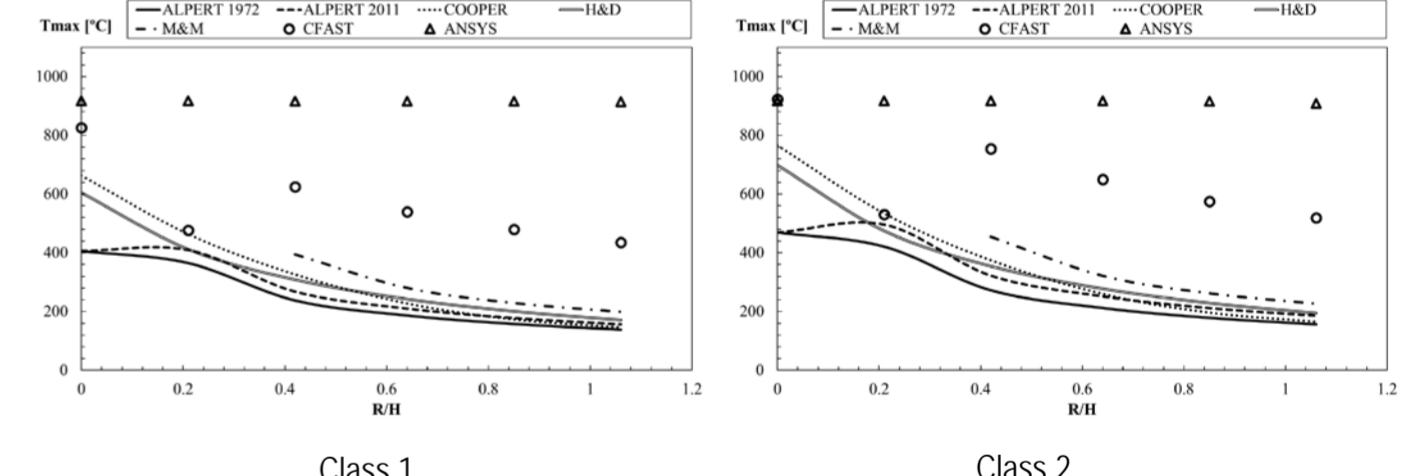 ALPERT 1972 ALPERT 2011 COOPER H&D
Tmax [ºC]
M&M CFAST ANSYS
1000
800
600
400
200
0
0 0.2 0.4 0.6 0.8 1 1.2
R/H
Class 1
ALPERT 1972 ALPERT 2011 COOPER H&D
Tmax [ºC]
M&M CFAST ANSYS
1000
800
600
400
200
0
0 0.2 0.4 0.6 0.8 1 1.2
R/H
Class 2